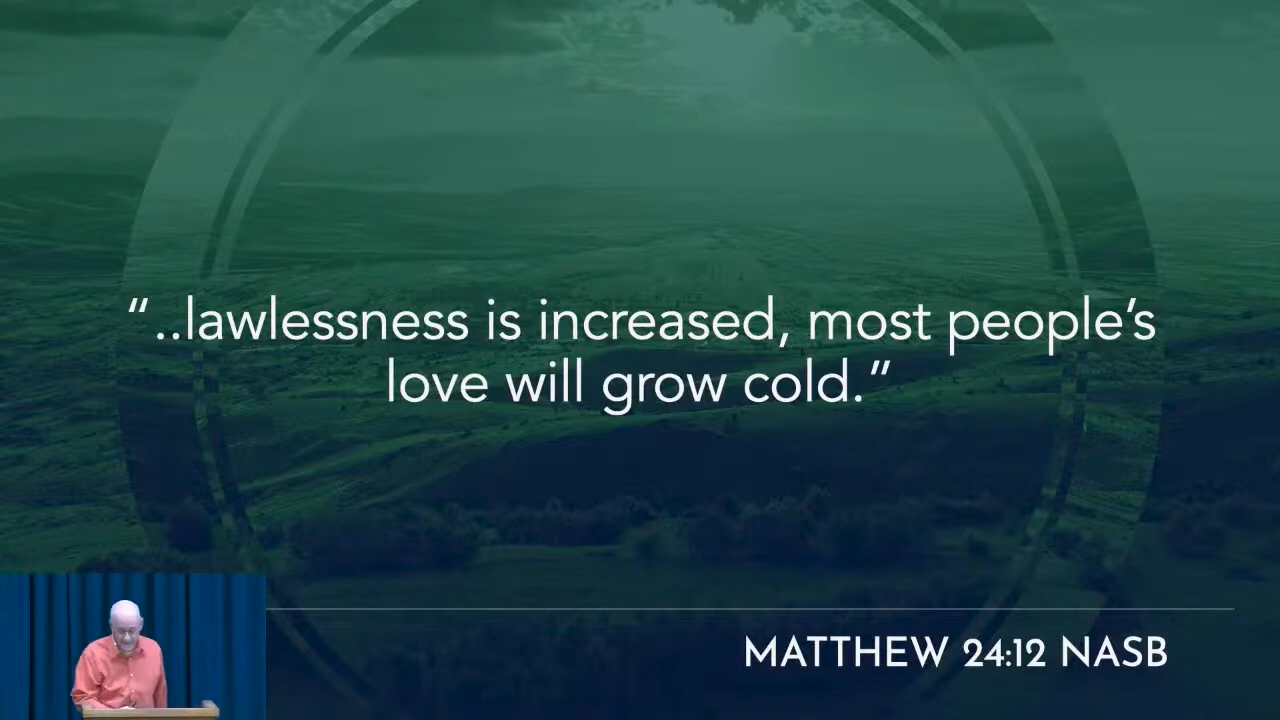 “..lawlessness is increased, most people’s
love will grow cold.”
MATTHEW 24:12 NASB